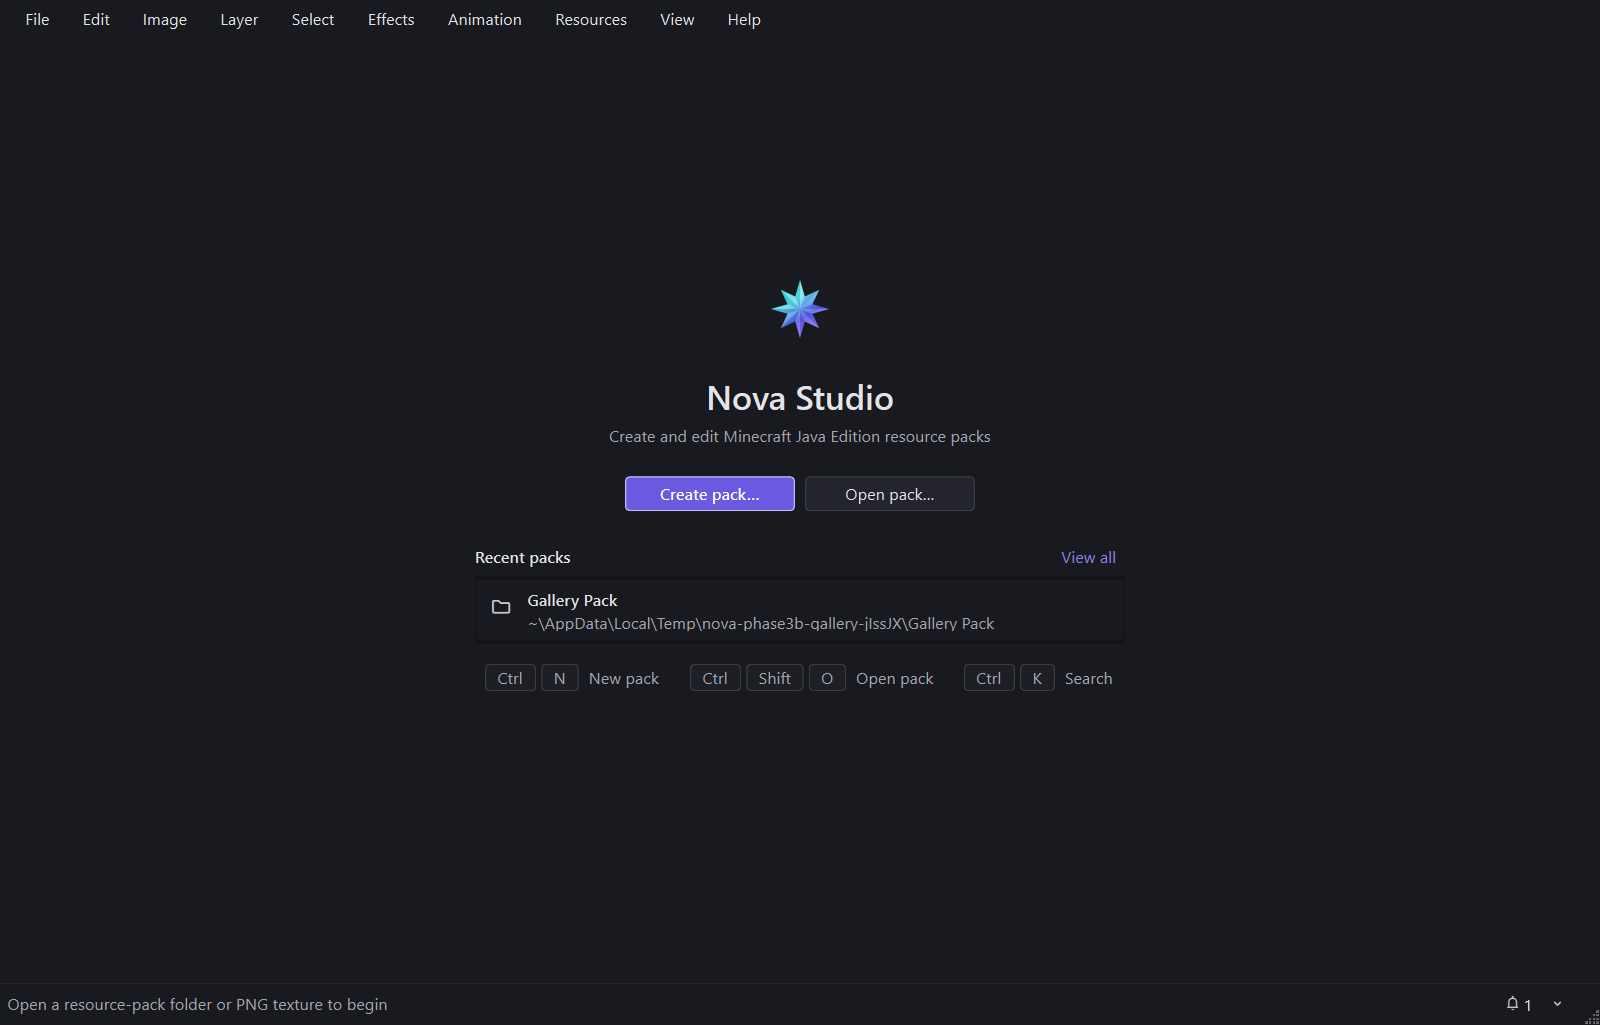 File Edit Image Layer Select Effects Animation Resources View Help
Nova Studio
Create and edit Minecraft Java Edition resource packs
Create pack... Open pack...
Recent packs View all
Gallery Pack
~\AppData\Local\Temp\nova-phase3b-gallery-jIssJX\Gallery Pack
Ctrl N New pack Ctrl Shift O Open pack Ctrl K Search
Open a resource-pack folder or PNG texture to begin 1